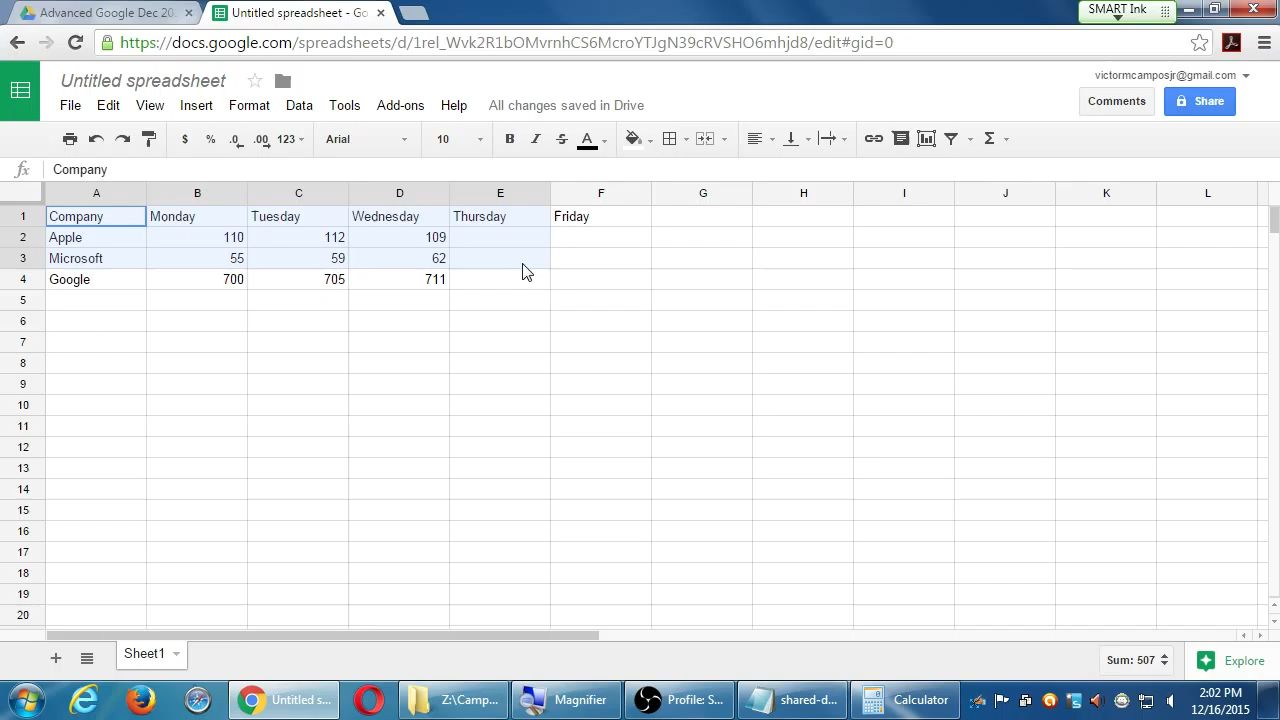 Advanced Google Dec 20
Untitled spreadsheet - Go
SMART Ink
https://docs.google.com/spreadsheets/d/1rel_Wvk2R1bOMvrnhCS6McroYTJgN39cRVSHO6mhjd8/edit#gid=0
Untitled spreadsheet
victormcamposjr@gmail.com
File Edit View Insert Format Data Tools Add-ons Help All changes saved in Drive
Comments Share
$ % .0 .00 123 Arial 10 B I S A Σ
fx Company
A B C D E F G H I J K L
1 Company Monday Tuesday Wednesday Thursday Friday
2 Apple 110 112 109
3 Microsoft 55 59 62
4 Google 700 705 711
5
6
7
8
9
10
11
12
13
14
15
16
17
18
19
20
Sheet1 Sum: 507 Explore
Untitled s... Z:\Camp... Magnifier Profile: S... shared-d... Calculator
2:02 PM
12/16/2015